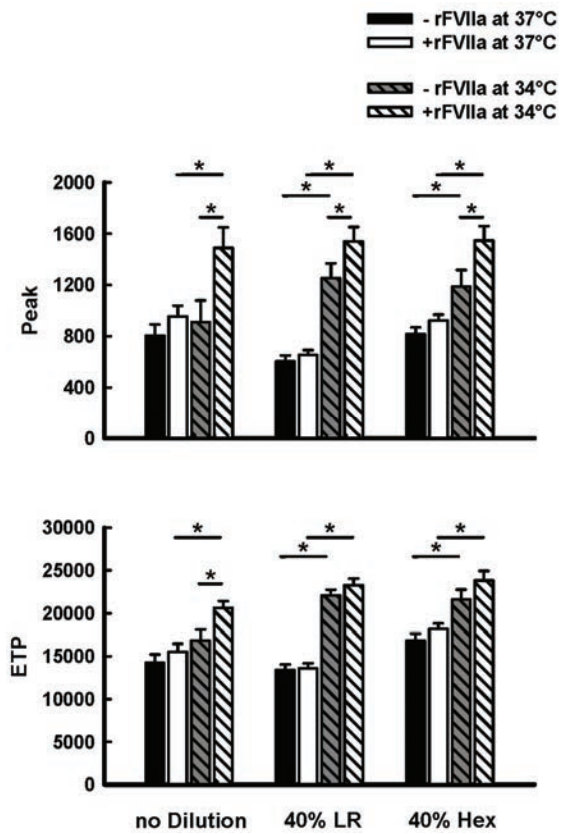 - rFVIIa at 37°C
+rFVIIa at 37°C
- rFVIIa at 34°C
+rFVIIa at 34°C
* *
* *
* * *
2000
1600
1200
800
400
0
Peak
* * *
* *
*
30000
25000
20000
15000
10000
5000
0
ETP
no Dilution 40% LR 40% Hex